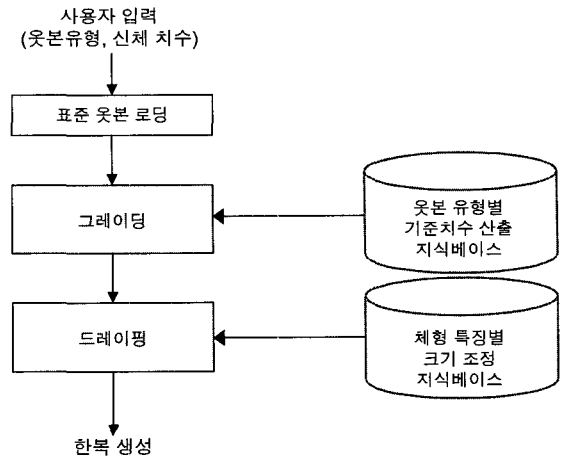 사용자 입력
(옷본유형, 신체 치수)
표준 옷본 로딩
그레이딩
옷본 유형별
기준치수 산출
지식베이스
드레이핑
체형 특징별
크기 조정
지식베이스
한복 생성